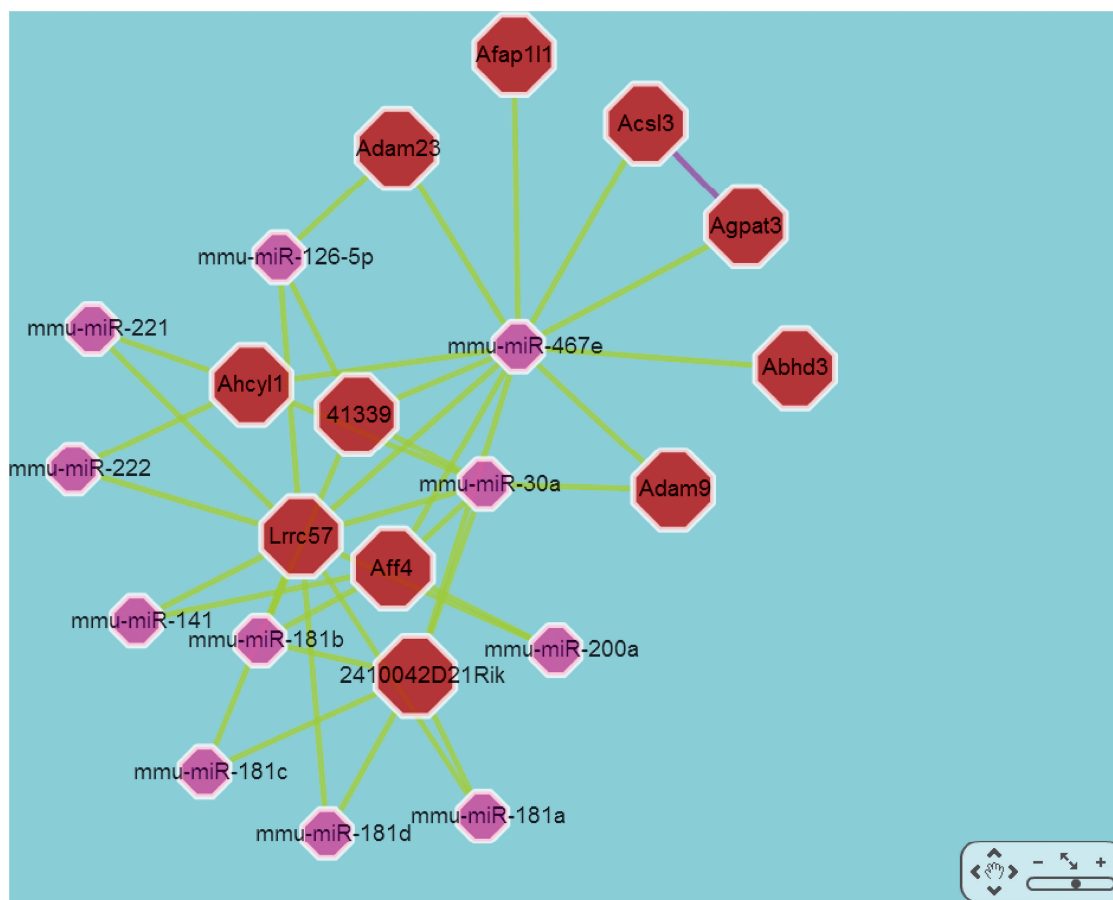 Afap1l1
Acsl3
Adam23
Agpat3
mmu-miR-126-5p
mmu-miR-221
mmu-miR-467e
Abhd3
Ahcyl1
41339
mmu-miR-222
mmu-miR-30a
Adam9
Lrrc57
Aff4
mmu-miR-141
mmu-miR-181b
mmu-miR-200a
2410042D21Rik
mmu-miR-181c
mmu-miR-181a
mmu-miR-181d